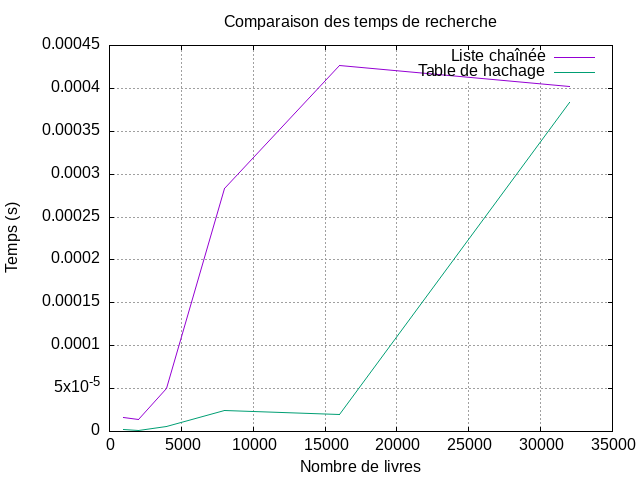 Comparaison des temps de recherche
0.00045
0.0004
0.00035
0.0003
0.00025
0.0002
0.00015
0.0001
5x10-5
0
Temps (s)
Liste chaînée
Table de hachage
0 5000 10000 15000 20000 25000 30000 35000
Nombre de livres